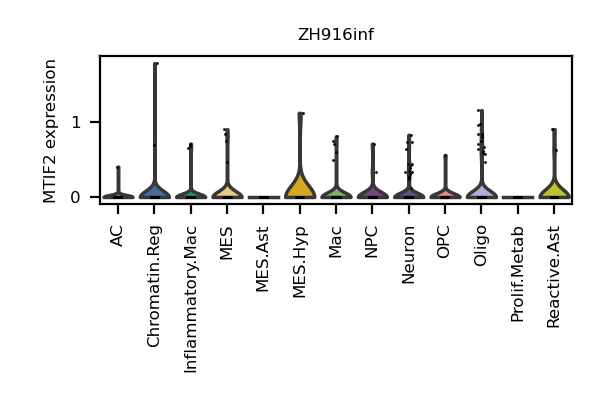 ZH916inf
MTIF2 expression
1
0
AC
Chromatin.Reg
Inflammatory.Mac
MES
MES.Ast
MES.Hyp
Mac
NPC
Neuron
OPC
Oligo
Prolif.Metab
Reactive.Ast